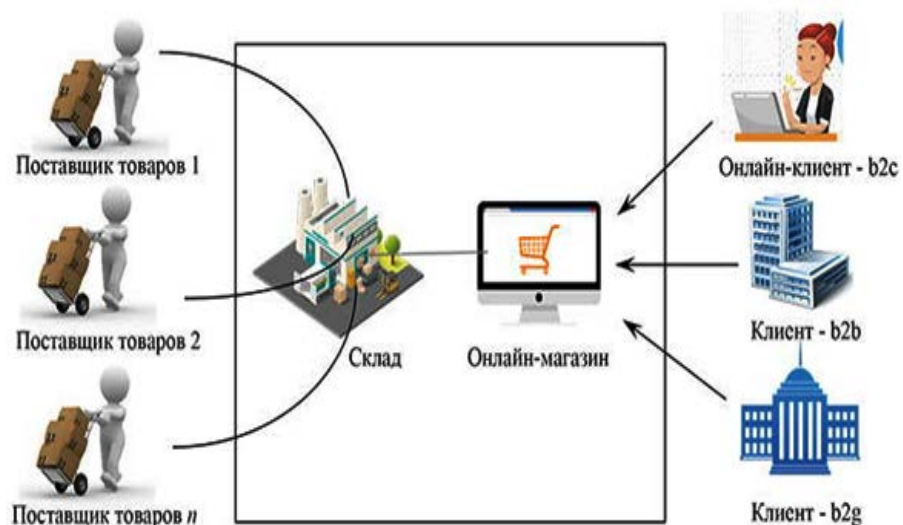 Поставщик товаров 1
Поставщик товаров 2
Поставщик товаров n
Склад
Онлайн-магазин
Онлайн-клиент - b2c
Клиент - b2b
Клиент - b2g